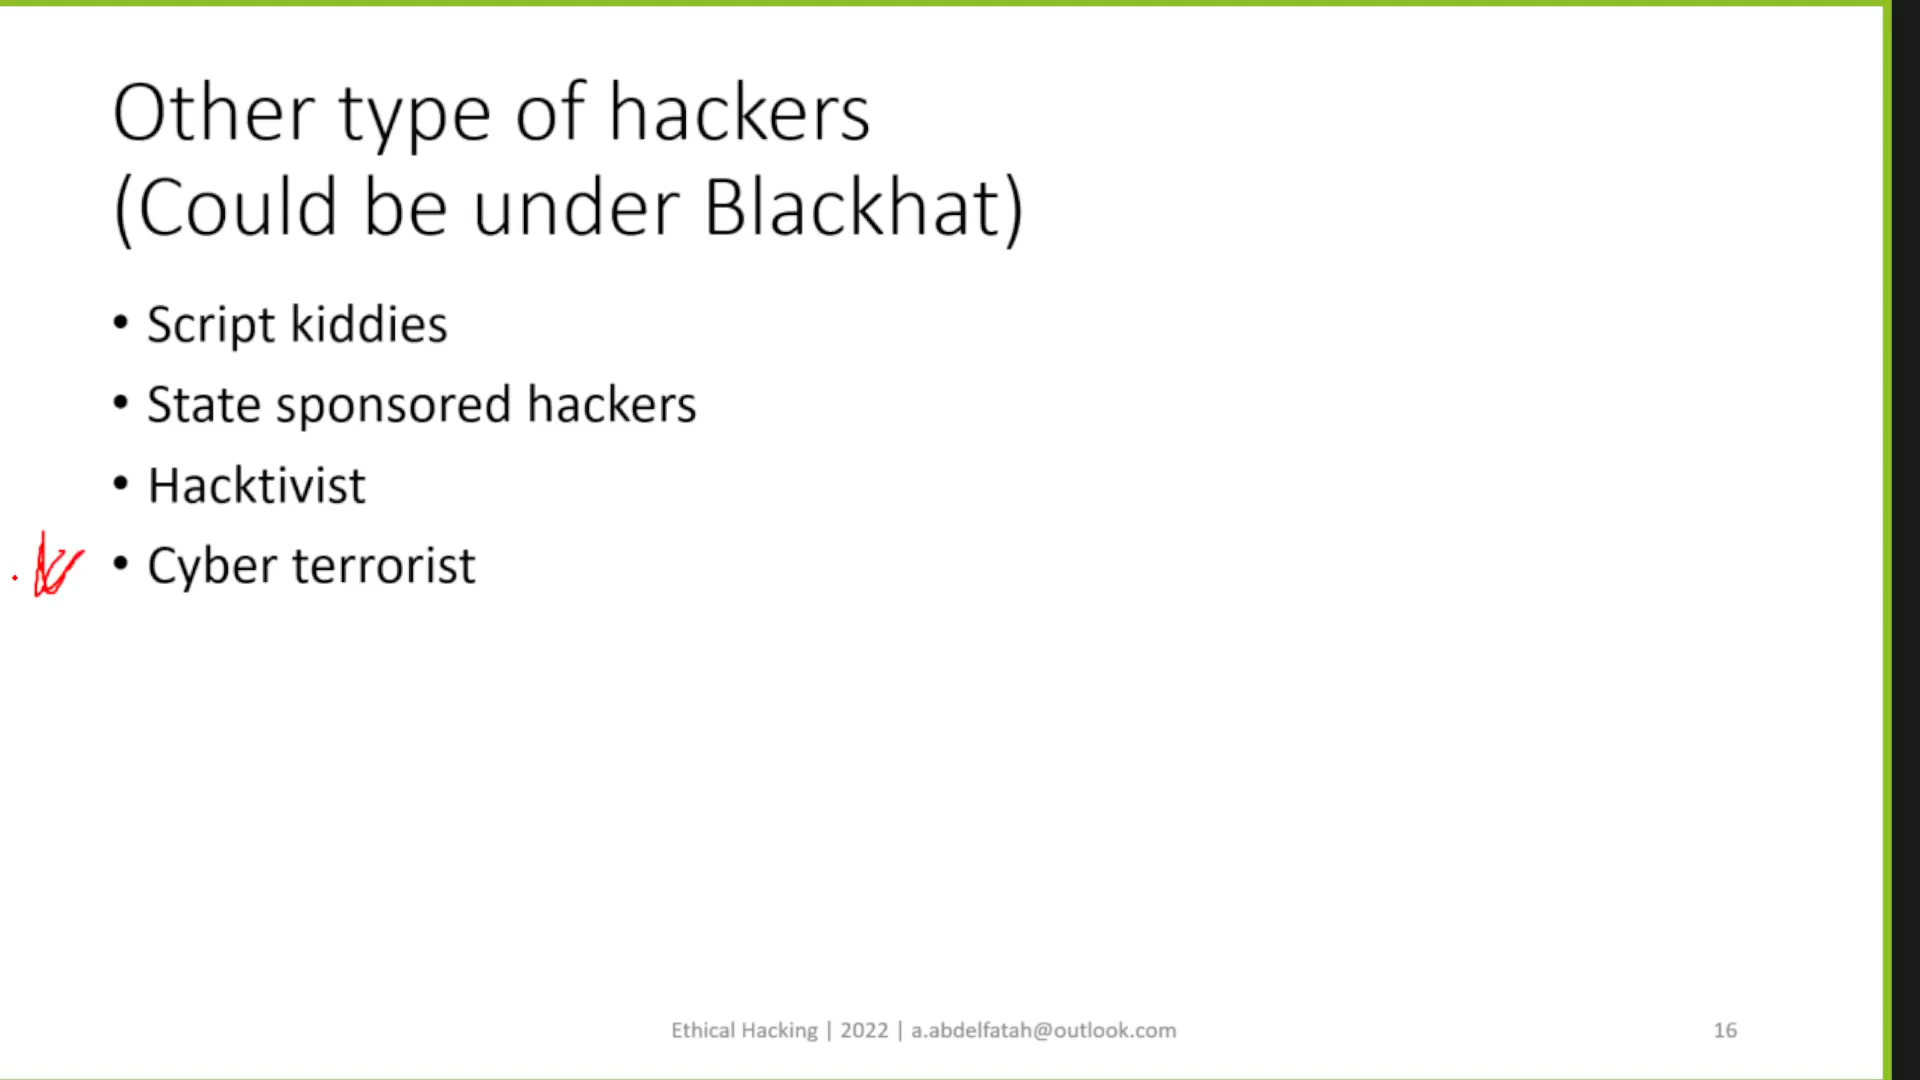 Other type of hackers
(Could be under Blackhat)
• Script kiddies
• State sponsored hackers
• Hacktivist
• Cyber terrorist
Ethical Hacking | 2022 | a.abdelfatah@outlook.com
16